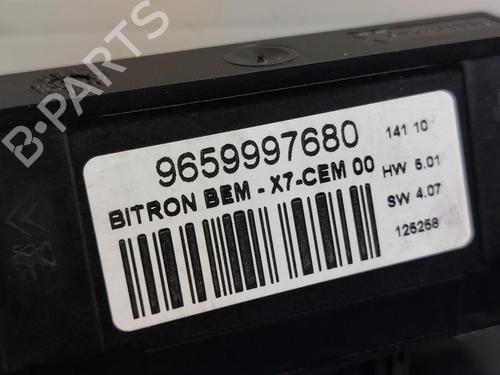 B-PARTS
9659997680
BITRON BEM - X7-CEM 00
141 10
HW 5.01
SW 4.07
125258